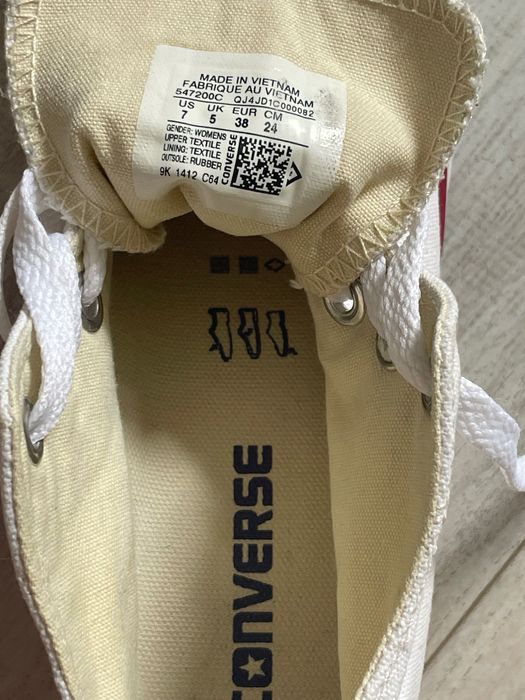 MADE IN VIETNAM
FABRIQUE AU VIETNAM
547200C QJ4JD1C000082
US UK EUR CM
7 5 38 24
GENDER: WOMENS
UPPER: TEXTILE
LINING: TEXTILE
OUTSOLE: RUBBER
CONVERSE
9K 1412 C64
CONVERSE